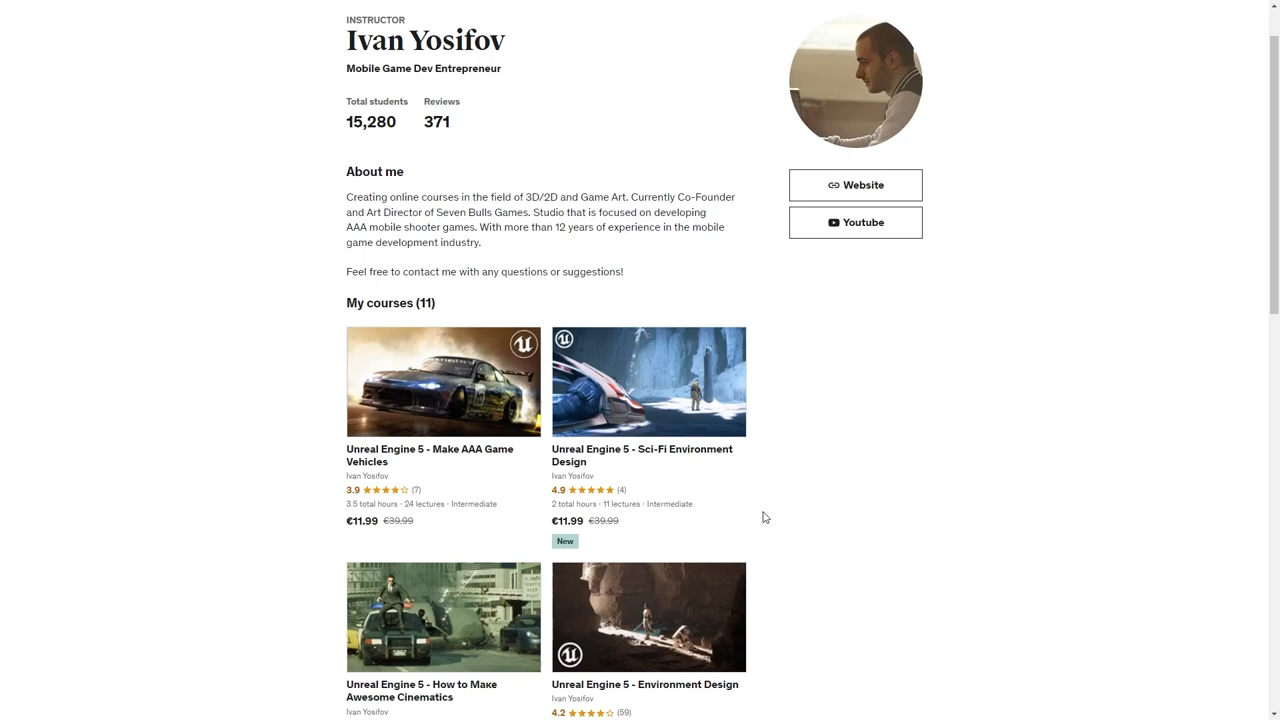 INSTRUCTOR
Ivan Yosifov
Mobile Game Dev Entrepreneur
Total students
Reviews
15,280
371
About me
Creating online courses in the field of 3D/2D and Game Art. Currently Co-Founder
and Art Director of Seven Bulls Games. Studio that is focused on developing
AAA mobile shooter games. With more than 12 years of experience in the mobile
game development industry.
Feel free to contact me with any questions or suggestions!
Website
Youtube
My courses (11)
Unreal Engine 5 - Make AAA Game
Vehicles
Ivan Yosifov
3.9 (7)
3.5 total hours · 24 lectures · Intermediate
€11.99 €39.99
Unreal Engine 5 - Sci-Fi Environment
Design
Ivan Yosifov
4.9 (4)
2 total hours · 11 lectures · Intermediate
€11.99 €39.99
New
Unreal Engine 5 - How to Make
Awesome Cinematics
Ivan Yosifov
Unreal Engine 5 - Environment Design
Ivan Yosifov
4.2 (59)